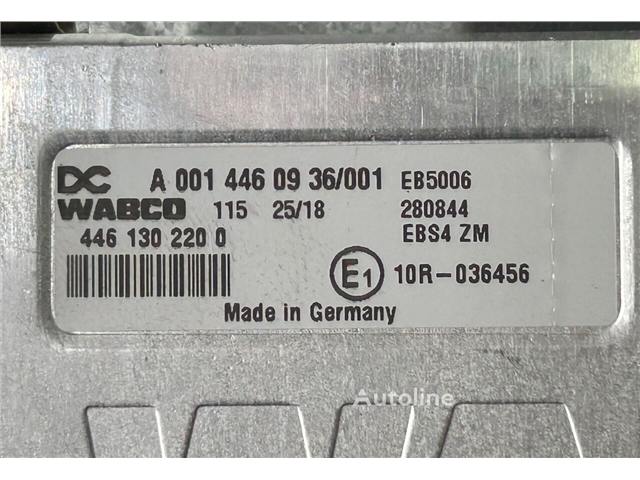 DC A 001 446 09 36/001 EB5006
WABCO 115 25/18 280844
446 130 220 0 EBS4 ZM
E1 10R-036456
Made in Germany
Autoline